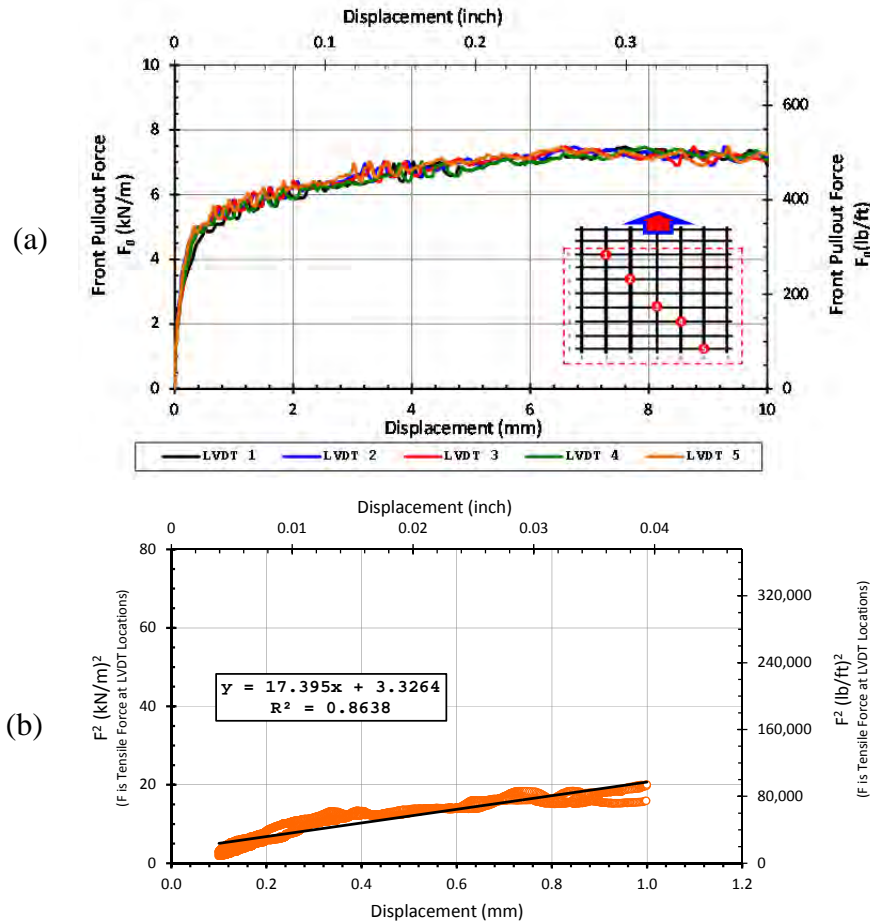 Displacement (inch)
0 0.1 0.2 0.3
(a)
Front Pullout Force
F₀ (kN/m)
10
8
6
4
2
0
600
400
200
0
Front Pullout Force
F₀(lb/ft)
1
2
3
4
5
0 2 4 6 8 10
Displacement (mm)
LVDT 1 LVDT 2 LVDT 3 LVDT 4 LVDT 5
Displacement (inch)
0 0.01 0.02 0.03 0.04
(b)
F² (kN/m)²
(F is Tensile Force at LVDT Locations)
80
60
40
20
0
y = 17.395x + 3.3264
R² = 0.8638
320,000
240,000
160,000
80,000
0
F² (lb/ft)²
(F is Tensile Force at LVDT Locations)
0.0 0.2 0.4 0.6 0.8 1.0 1.2
Displacement (mm)